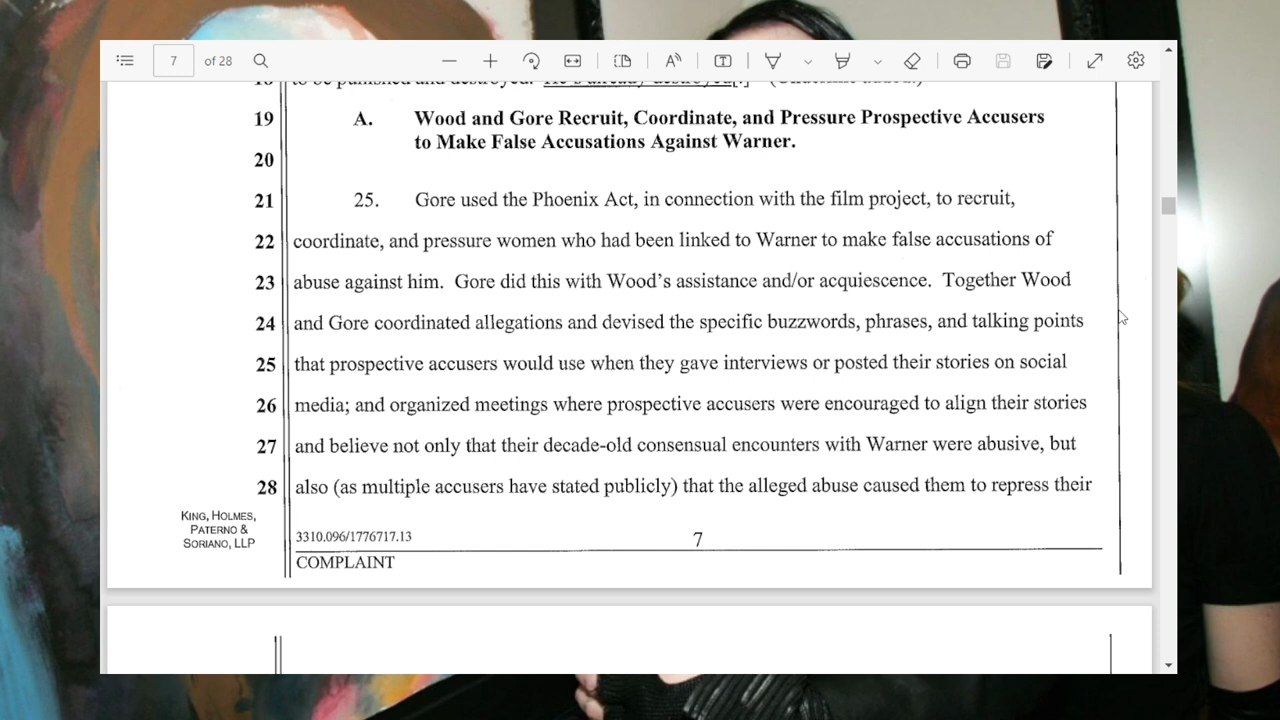 7 of 28
19 A. Wood and Gore Recruit, Coordinate, and Pressure Prospective Accusers
to Make False Accusations Against Warner.
20
21 25. Gore used the Phoenix Act, in connection with the film project, to recruit,
22 coordinate, and pressure women who had been linked to Warner to make false accusations of
23 abuse against him. Gore did this with Wood's assistance and/or acquiescence. Together Wood
24 and Gore coordinated allegations and devised the specific buzzwords, phrases, and talking points
25 that prospective accusers would use when they gave interviews or posted their stories on social
26 media; and organized meetings where prospective accusers were encouraged to align their stories
27 and believe not only that their decade-old consensual encounters with Warner were abusive, but
28 also (as multiple accusers have stated publicly) that the alleged abuse caused them to repress their
KING, HOLMES,
PATERNO &
SORIANO, LLP
3310.096/1776717.13
7
COMPLAINT